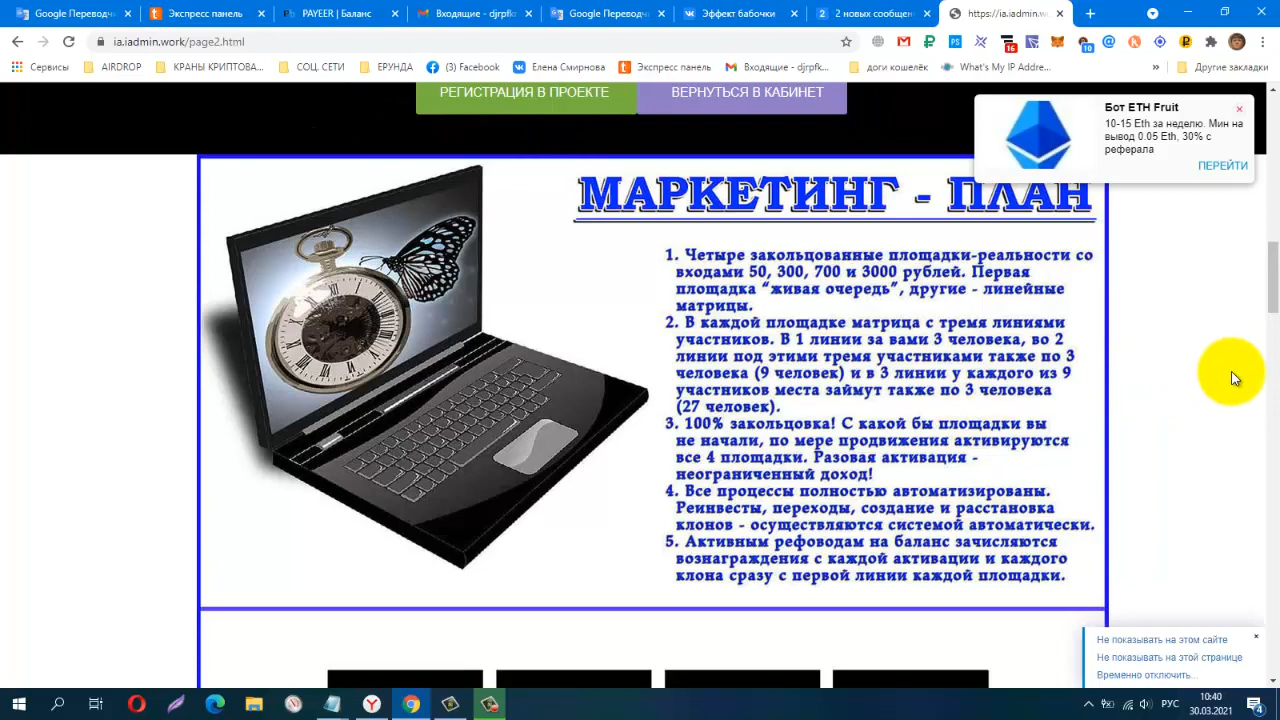 Google Переводч
Экспресс панель
PAYEER | Баланс
Входящие - djrpfkr
Google Переводч
Эффект бабочки
2 новых сообщен
https://ia.iadmin.w
ia.iadmin.work/page2.html
16
10
Сервисы
AIRDROP
КРАНЫ КРИПТОВА...
СОЦ. СЕТИ
ЕРУНДА
(3) Facebook
Елена Смирнова
Экспресс панель
Входящие - djrpfk...
доги кошелёк
What's My IP Addre...
»
Другие закладки
РЕГИСТРАЦИЯ В ПРОЕКТЕ
ВЕРНУТЬСЯ В КАБИНЕТ
Бот ETH Fruit
10-15 Eth за неделю. Мин на
вывод 0.05 Eth, 30% с
реферала
ПЕРЕЙТИ
МАРКЕТИНГ - ПЛАН
1. Четыре закольцованные площадки-реальности со
входами 50, 300, 700 и 3000 рублей. Первая
площадка “живая очередь”, другие - линейные
матрицы.
2. В каждой площадке матрица с тремя линиями
участников. В 1 линии за вами 3 человека, во 2
линии под этими тремя участниками также по 3
человека (9 человек) и в 3 линии у каждого из 9
участников места займут также по 3 человека
(27 человек).
3. 100% закольцовка! С какой бы площадки вы
не начали, по мере продвижения активируются
все 4 площадки. Разовая активация -
неограниченный доход!
4. Все процессы полностью автоматизированы.
Реинвесты, переходы, создание и расстановка
клонов - осуществляются системой автоматически.
5. Активным рефоводам на баланс зачисляются
вознаграждения с каждой активации и каждого
клона сразу с первой линии каждой площадки.
Не показывать на этом сайте
Не показывать на этой странице
Временно отключить...
РУС
10:40
30.03.2021
4